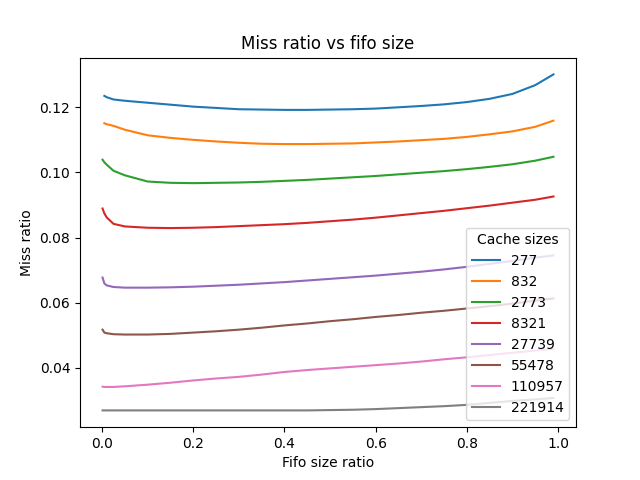 Miss ratio vs fifo size
Miss ratio
0.12
0.10
0.08
0.06
0.04
Cache sizes
277
832
2773
8321
27739
55478
110957
221914
0.0 0.2 0.4 0.6 0.8 1.0
Fifo size ratio